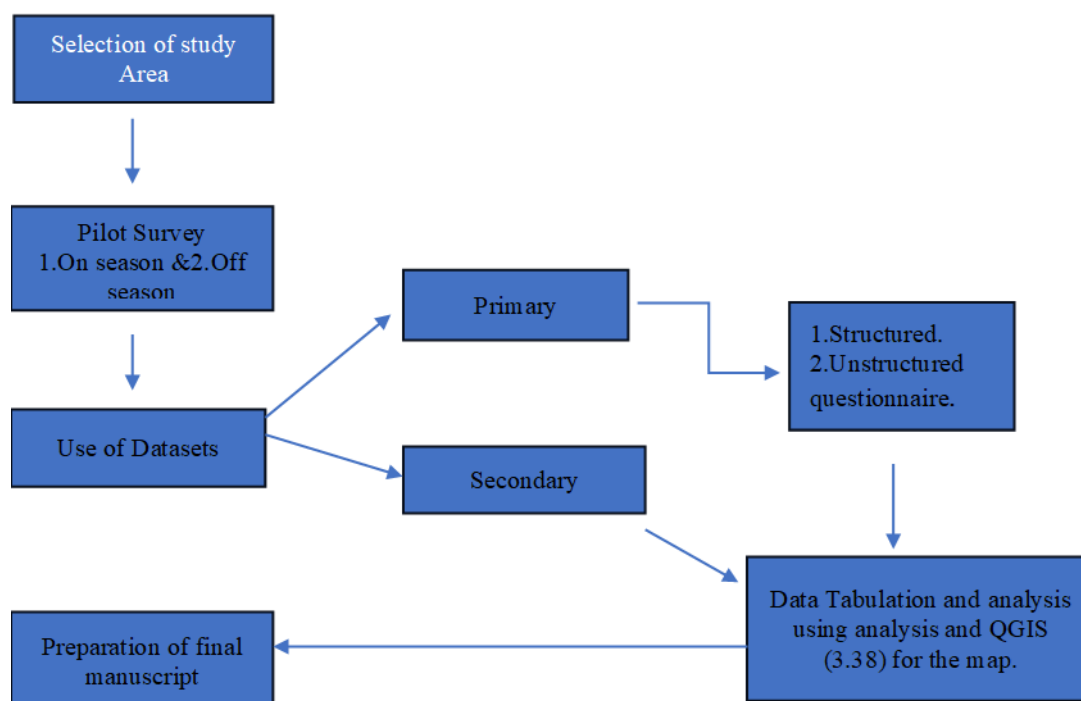 Selection of study
Area
Pilot Survey
1.On season &2.Off
season
Use of Datasets
Primary
Secondary
1.Structured.
2.Unstructured
questionnaire.
Data Tabulation and analysis
using analysis and QGIS
(3.38) for the map.
Preparation of final
manuscript